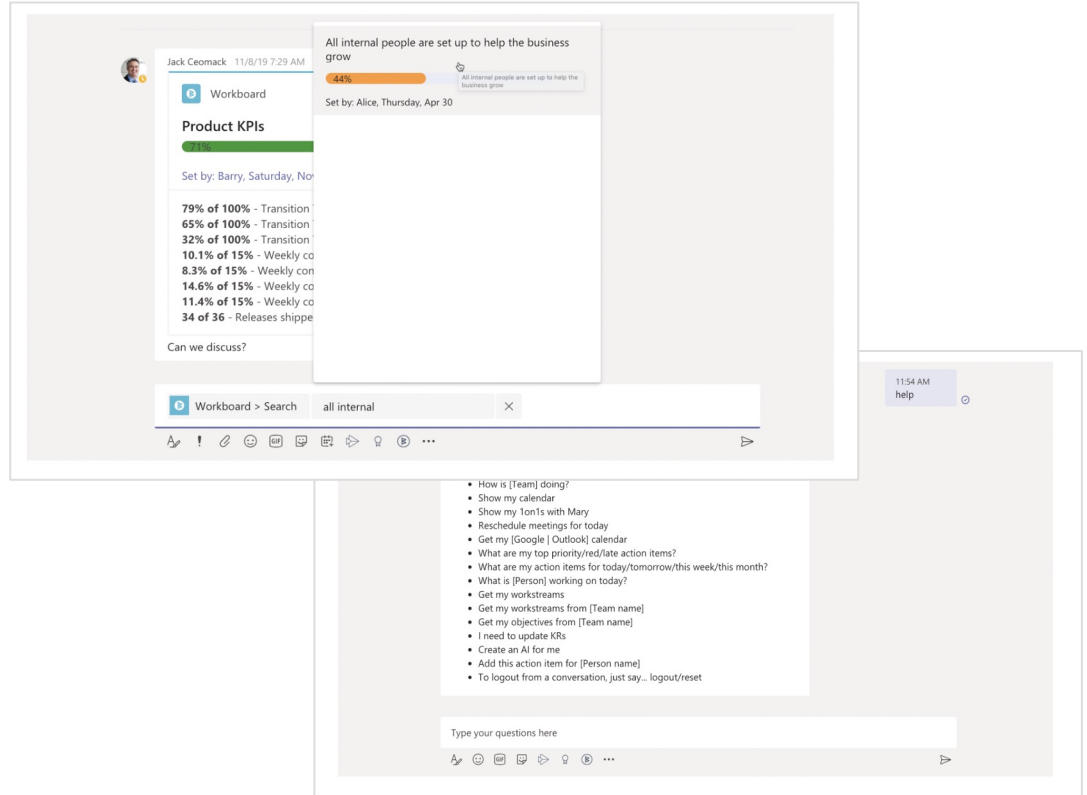 Jack Ceomack 11/8/19 7:29 AM
Workboard
Product KPIs
71%
Set by: Barry, Saturday, No
79% of 100% - Transition
65% of 100% - Transition
32% of 100% - Transition
10.1% of 15% - Weekly co
8.3% of 15% - Weekly con
14.6% of 15% - Weekly co
11.4% of 15% - Weekly co
34 of 36 - Releases shippe
Can we discuss?
All internal people are set up to help the business
grow
44%
All internal people are set up to help the
business grow
Set by: Alice, Thursday, Apr 30
Workboard > Search all internal
GIF
11:54 AM
help
• How is [Team] doing?
• Show my calendar
• Show my 1on1s with Mary
• Reschedule meetings for today
• Get my [Google | Outlook] calendar
• What are my top priority/red/late action items?
• What are my action items for today/tomorrow/this week/this month?
• What is [Person] working on today?
• Get my workstreams
• Get my workstreams from [Team name]
• Get my objectives from [Team name]
• I need to update KRs
• Create an AI for me
• Add this action item for [Person name]
• To logout from a conversation, just say... logout/reset
Type your questions here
GIF